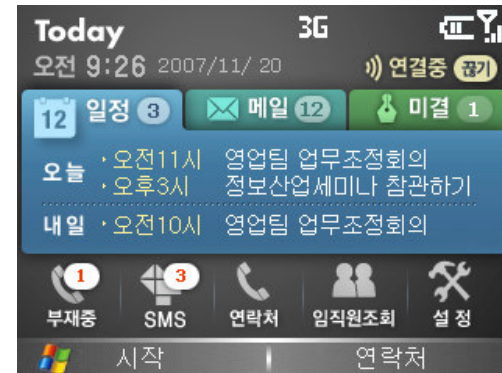 Today 3G
오전 9:26 2007/11/20 연결중 끊기
12 일정 3 메일 12 미결 1
오늘 · 오전11시 영업팀 업무조정회의
· 오후3시 정보산업세미나 참관하기
내일 · 오전10시 영업팀 업무조정회의
1 3
부재중 SMS 연락처 임직원조회 설정
시작 연락처